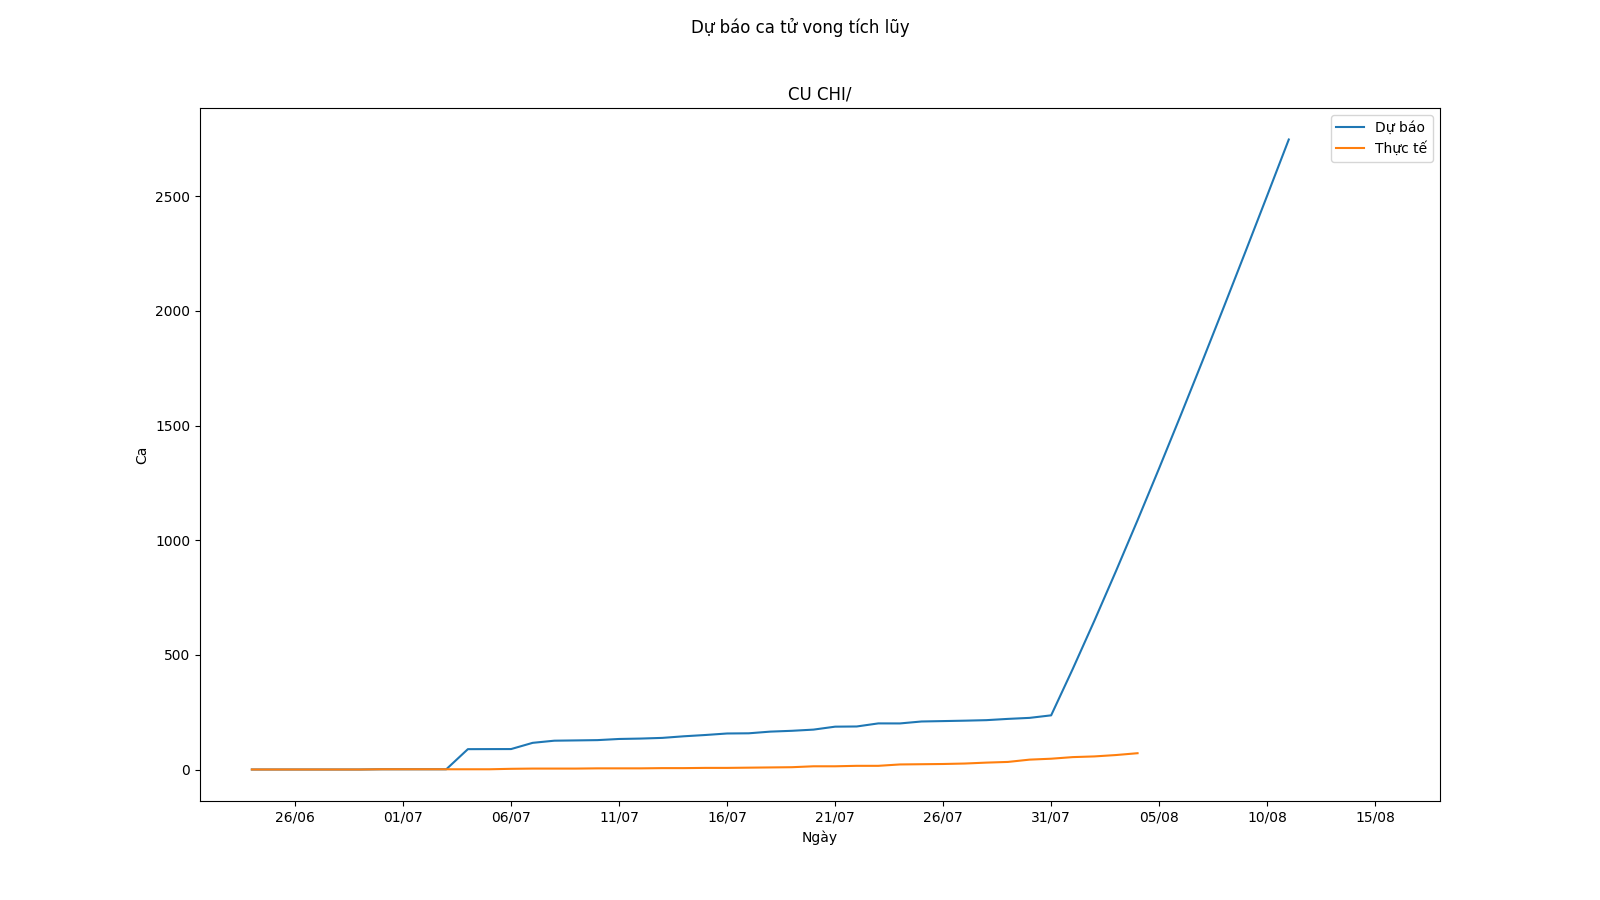 Dự báo ca tử vong tích lũy
CU CHI/
Dự báo
Thực tế
2500
2000
1500
1000
500
0
Ca
26/06
01/07
06/07
11/07
16/07
21/07
26/07
31/07
05/08
10/08
15/08
Ngày